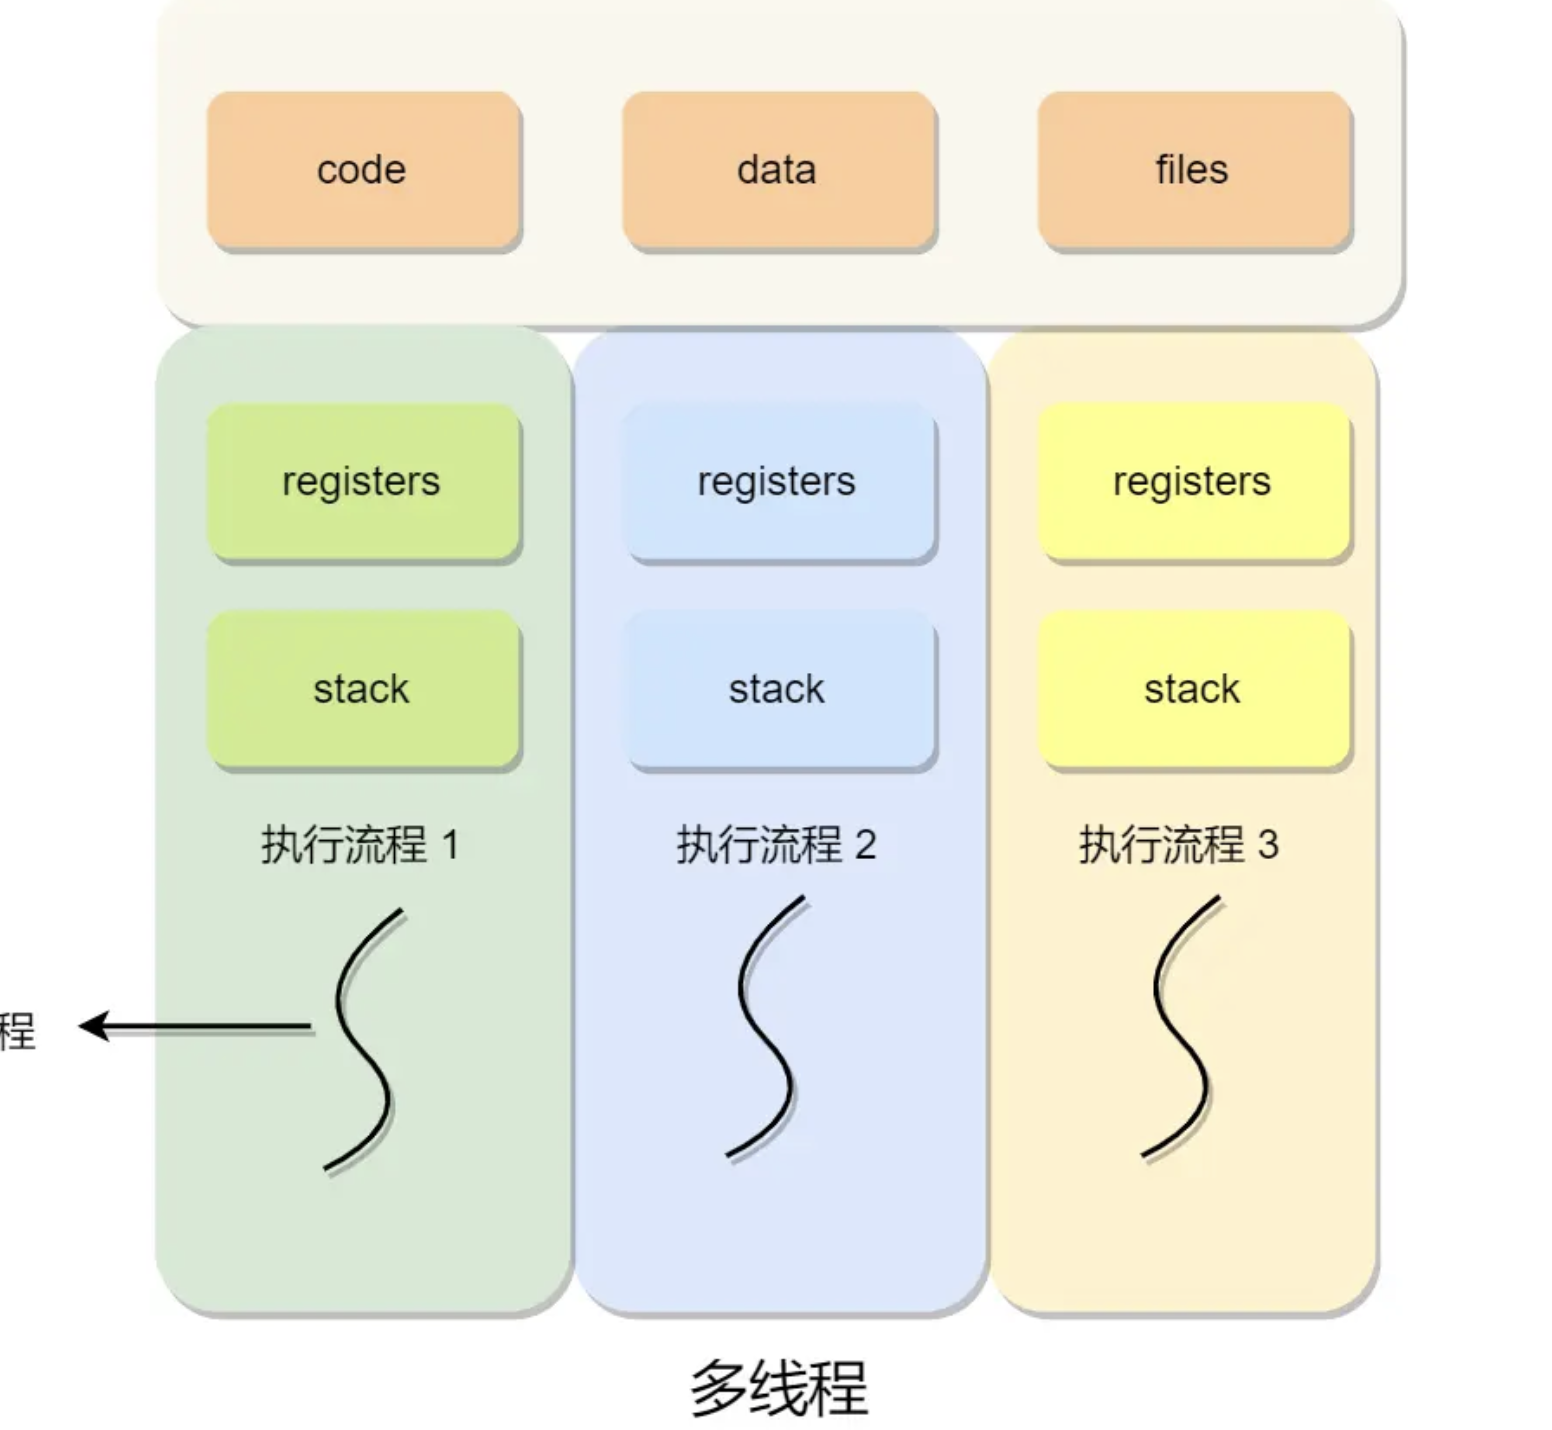 code data files
registers registers registers
stack stack stack
执行流程 1 执行流程 2 执行流程 3
程
多线程